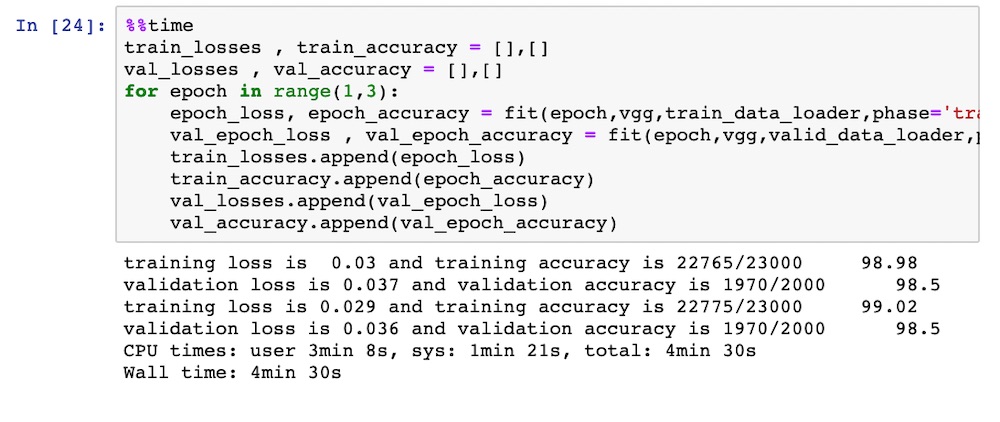 In [24]: %%time
train_losses , train_accuracy = [],[]
val_losses , val_accuracy = [],[]
for epoch in range(1,3):
    epoch_loss, epoch_accuracy = fit(epoch,vgg,train_data_loader,phase='tra
    val_epoch_loss , val_epoch_accuracy = fit(epoch,vgg,valid_data_loader,p
    train_losses.append(epoch_loss)
    train_accuracy.append(epoch_accuracy)
    val_losses.append(val_epoch_loss)
    val_accuracy.append(val_epoch_accuracy)
training loss is  0.03 and training accuracy is 22765/23000     98.98
validation loss is 0.037 and validation accuracy is 1970/2000      98.5
training loss is 0.029 and training accuracy is 22775/23000     99.02
validation loss is 0.036 and validation accuracy is 1970/2000      98.5
CPU times: user 3min 8s, sys: 1min 21s, total: 4min 30s
Wall time: 4min 30s